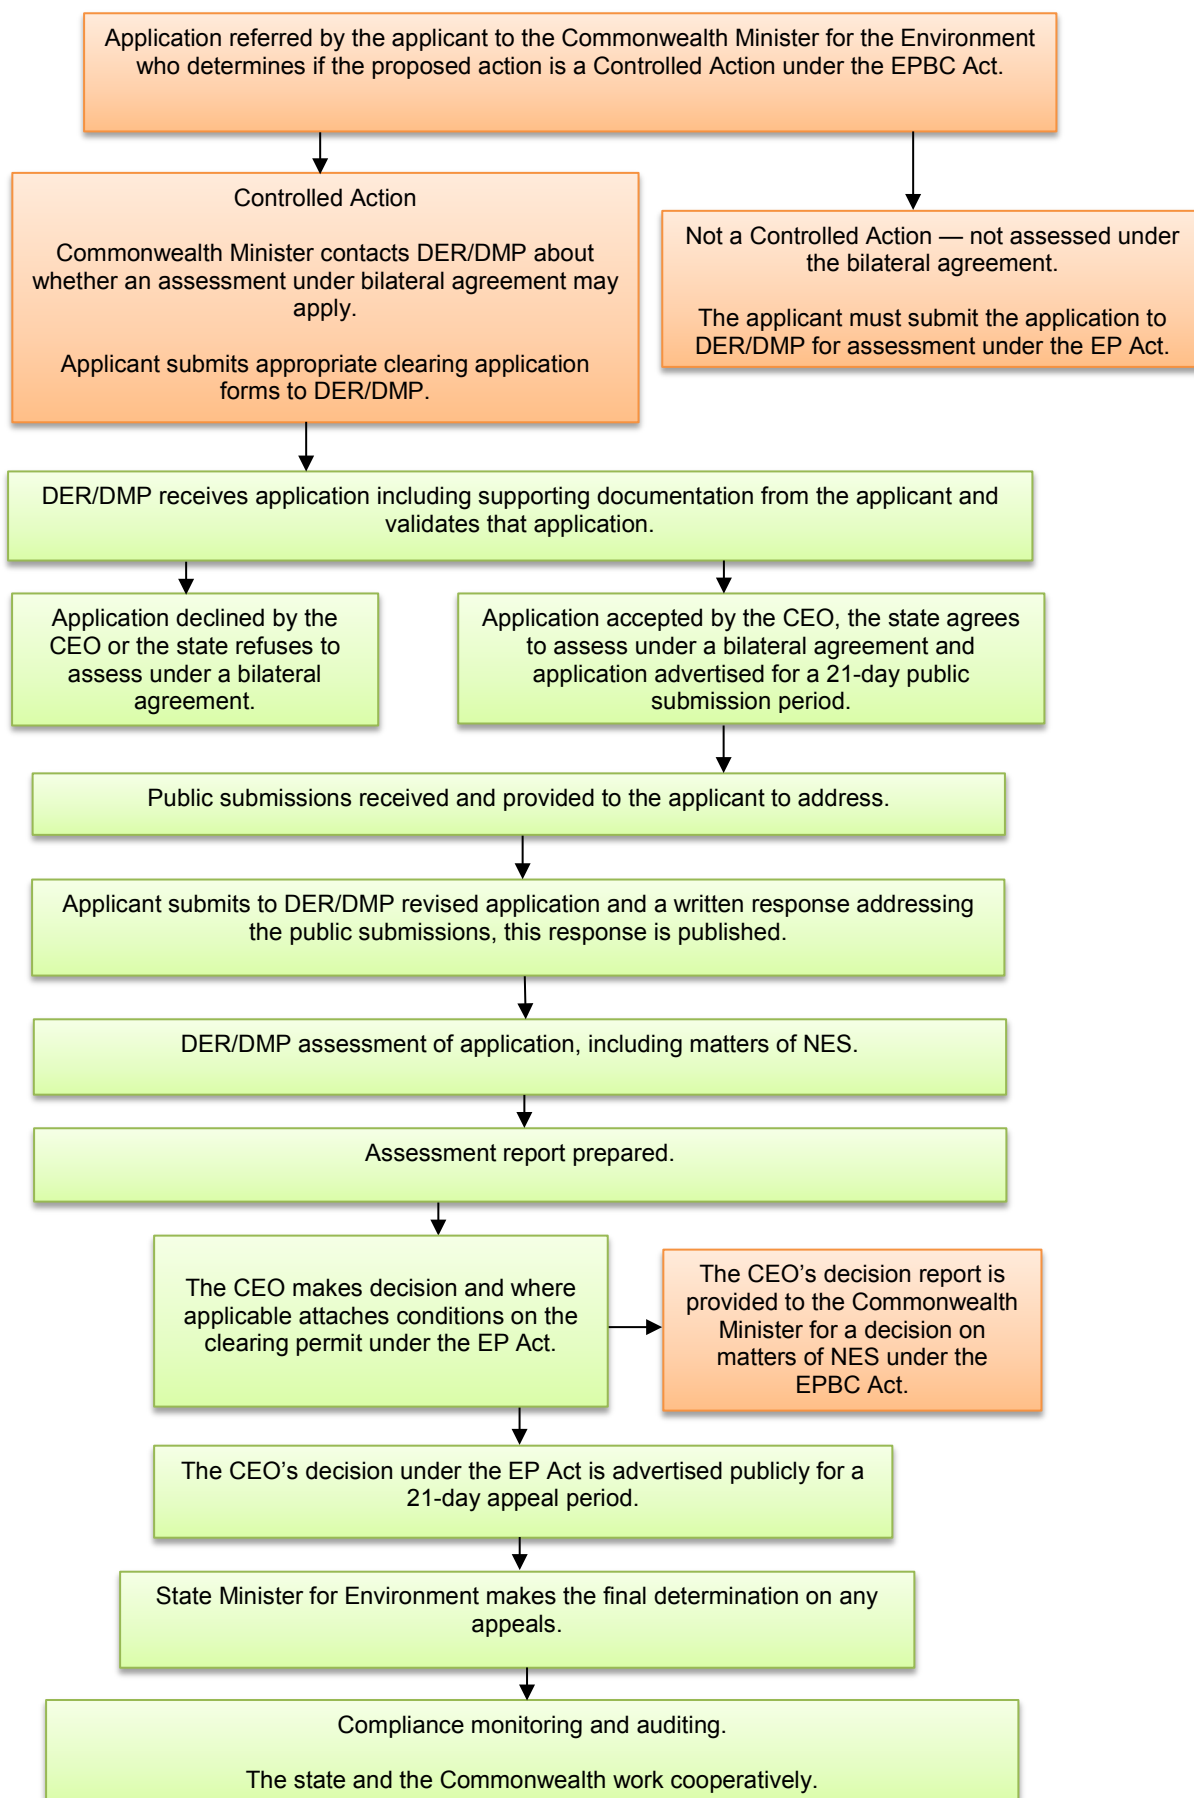 Application referred by the applicant to the Commonwealth Minister for the Environment
who determines if the proposed action is a Controlled Action under the EPBC Act.
Controlled Action
Commonwealth Minister contacts DER/DMP about
whether an assessment under bilateral agreement may
apply.
Applicant submits appropriate clearing application
forms to DER/DMP.
Not a Controlled Action — not assessed under
the bilateral agreement.
The applicant must submit the application to
DER/DMP for assessment under the EP Act.
DER/DMP receives application including supporting documentation from the applicant and
validates that application.
Application declined by the
CEO or the state refuses to
assess under a bilateral
agreement.
Application accepted by the CEO, the state agrees
to assess under a bilateral agreement and
application advertised for a 21-day public
submission period.
Public submissions received and provided to the applicant to address.
Applicant submits to DER/DMP revised application and a written response addressing
the public submissions, this response is published.
DER/DMP assessment of application, including matters of NES.
Assessment report prepared.
The CEO makes decision and where
applicable attaches conditions on the
clearing permit under the EP Act.
The CEO’s decision report is
provided to the Commonwealth
Minister for a decision on
matters of NES under the
EPBC Act.
The CEO’s decision under the EP Act is advertised publicly for a
21-day appeal period.
State Minister for Environment makes the final determination on any
appeals.
Compliance monitoring and auditing.
The state and the Commonwealth work cooperatively.